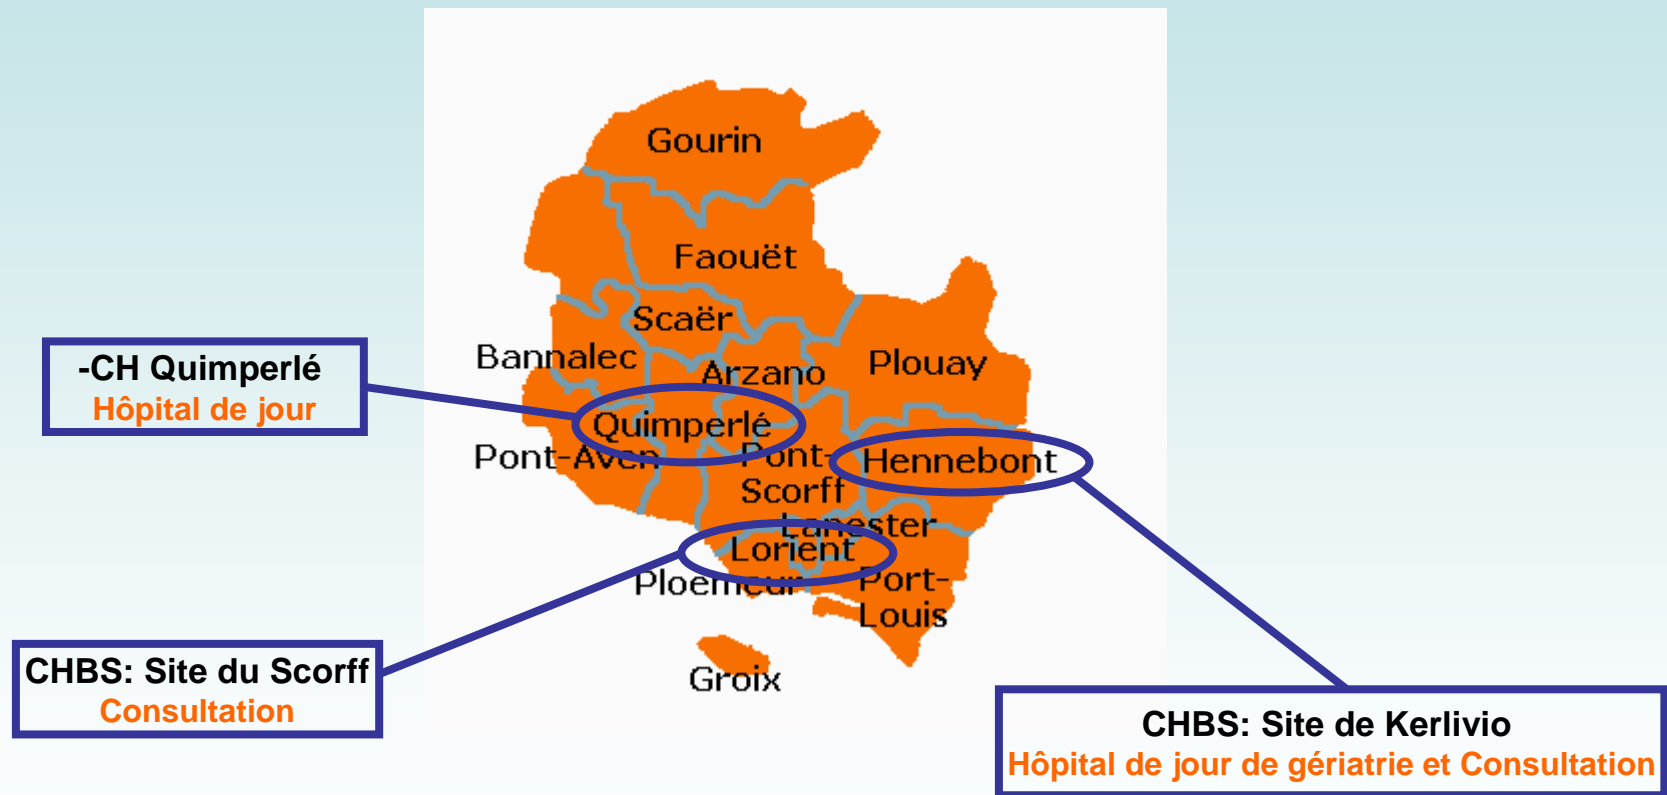 Gourin
Faouët
Scaër
Bannalec
Arzano
Plouay
-CH Quimperlé
Hôpital de jour
Quimperlé
Pont-Aven
Pont-
Scorff
Hennebont
Lanester
Lorient
Ploemeur
Port-
Louis
Groix
CHBS: Site du Scorff
Consultation
CHBS: Site de Kerlivio
Hôpital de jour de gériatrie et Consultation